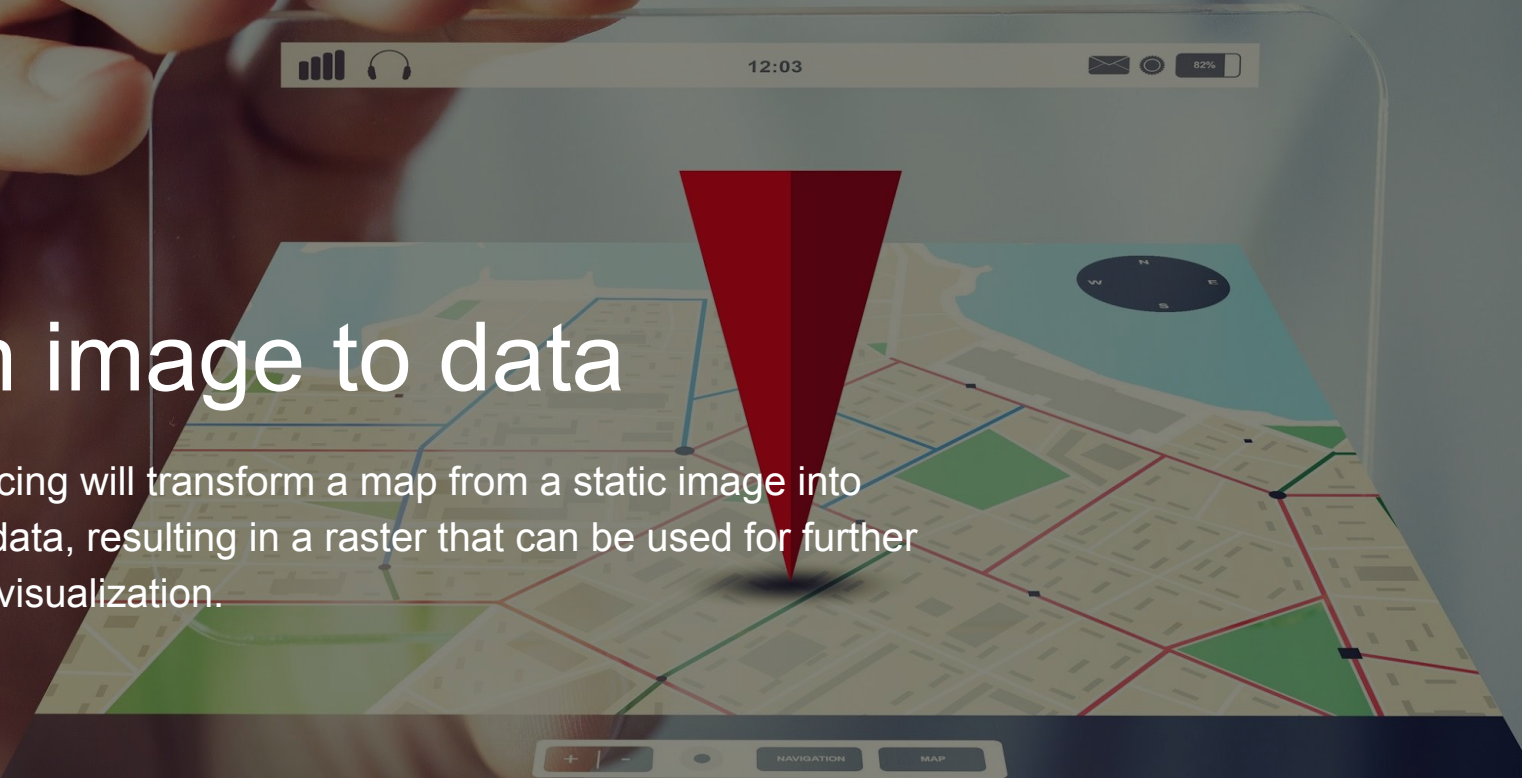 12:03
82%
N
W
E
S
image to data
cing will transform a map from a static image into
data, resulting in a raster that can be used for further
visualization.
+
-
NAVIGATION
MAP